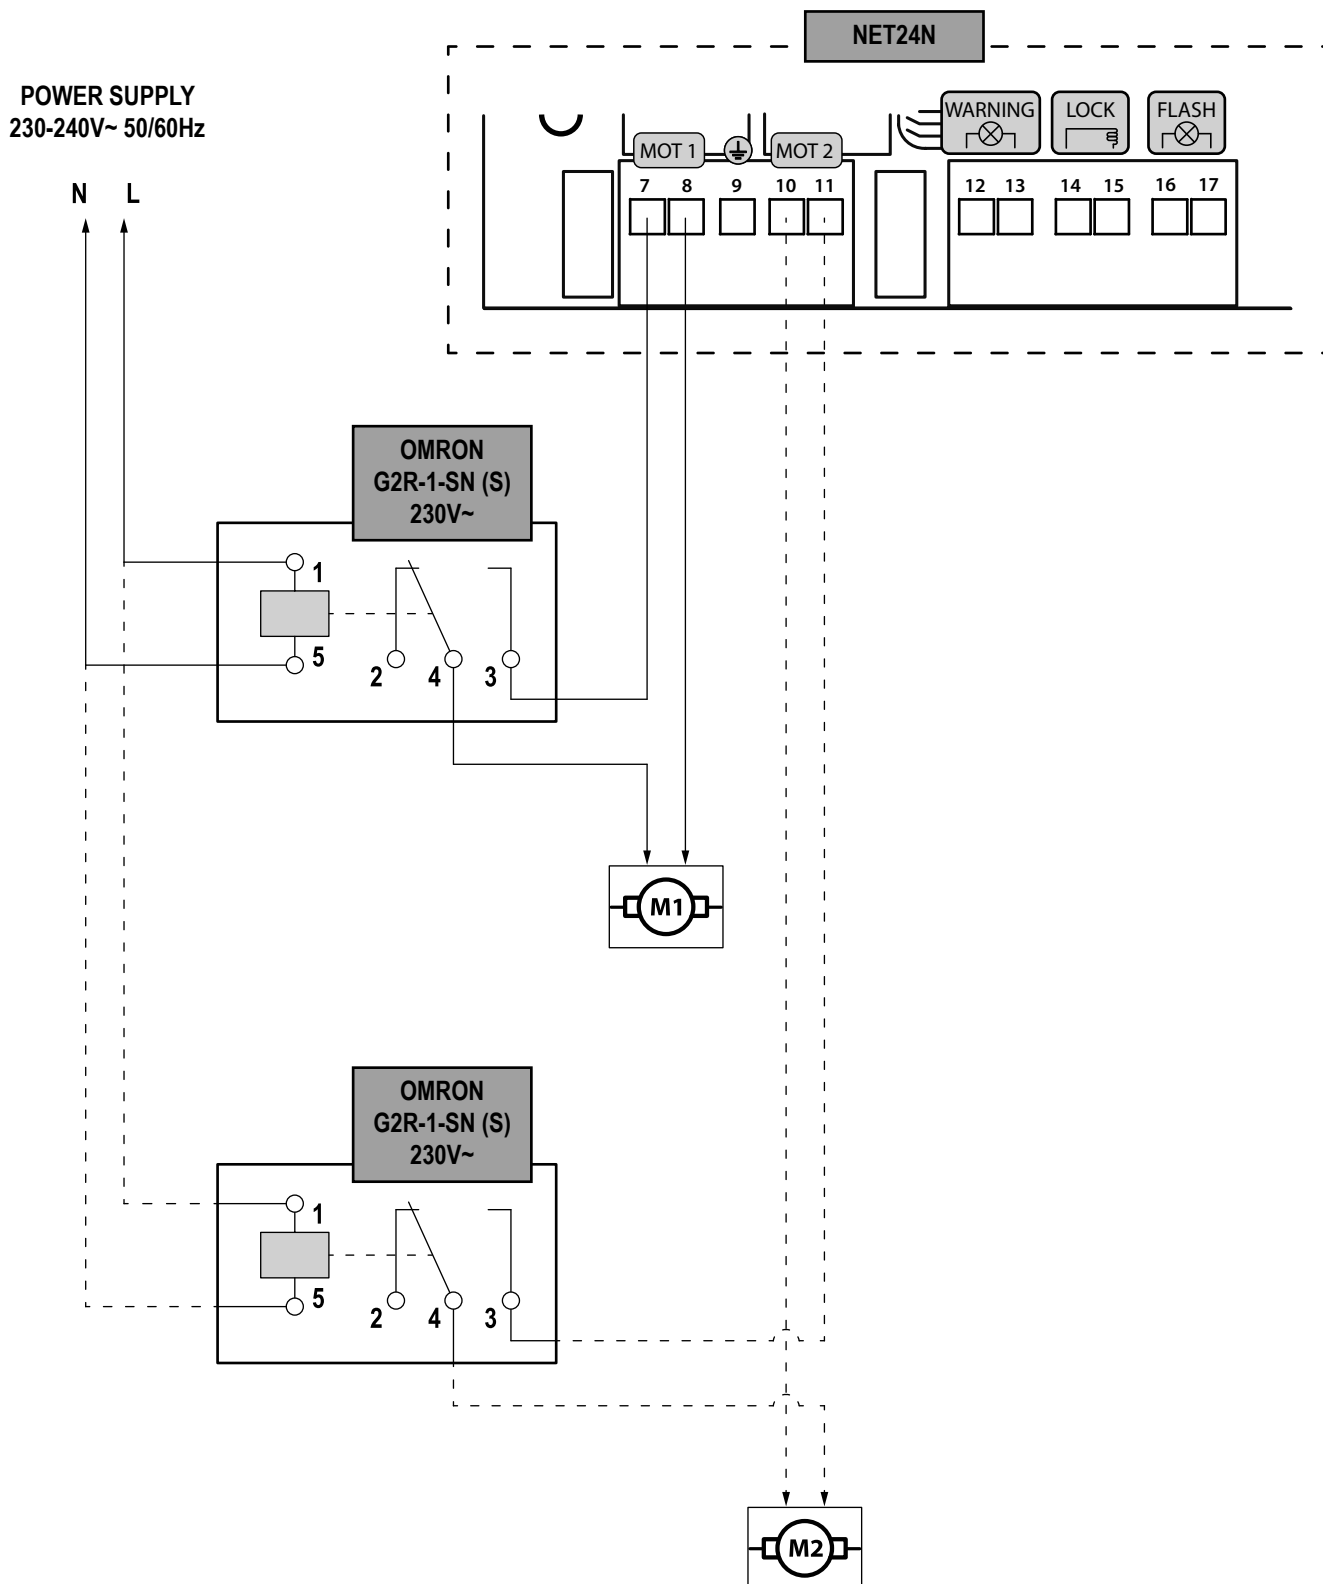 NET24N
POWER SUPPLY
230-240V~ 50/60Hz
N L
WARNING LOCK FLASH
MOT 1 MOT 2
7 8 9 10 11 12 13 14 15 16 17
OMRON
G2R-1-SN (S)
230V~
1
5
2 4 3
M1
OMRON
G2R-1-SN (S)
230V~
1
5
2 4 3
M2